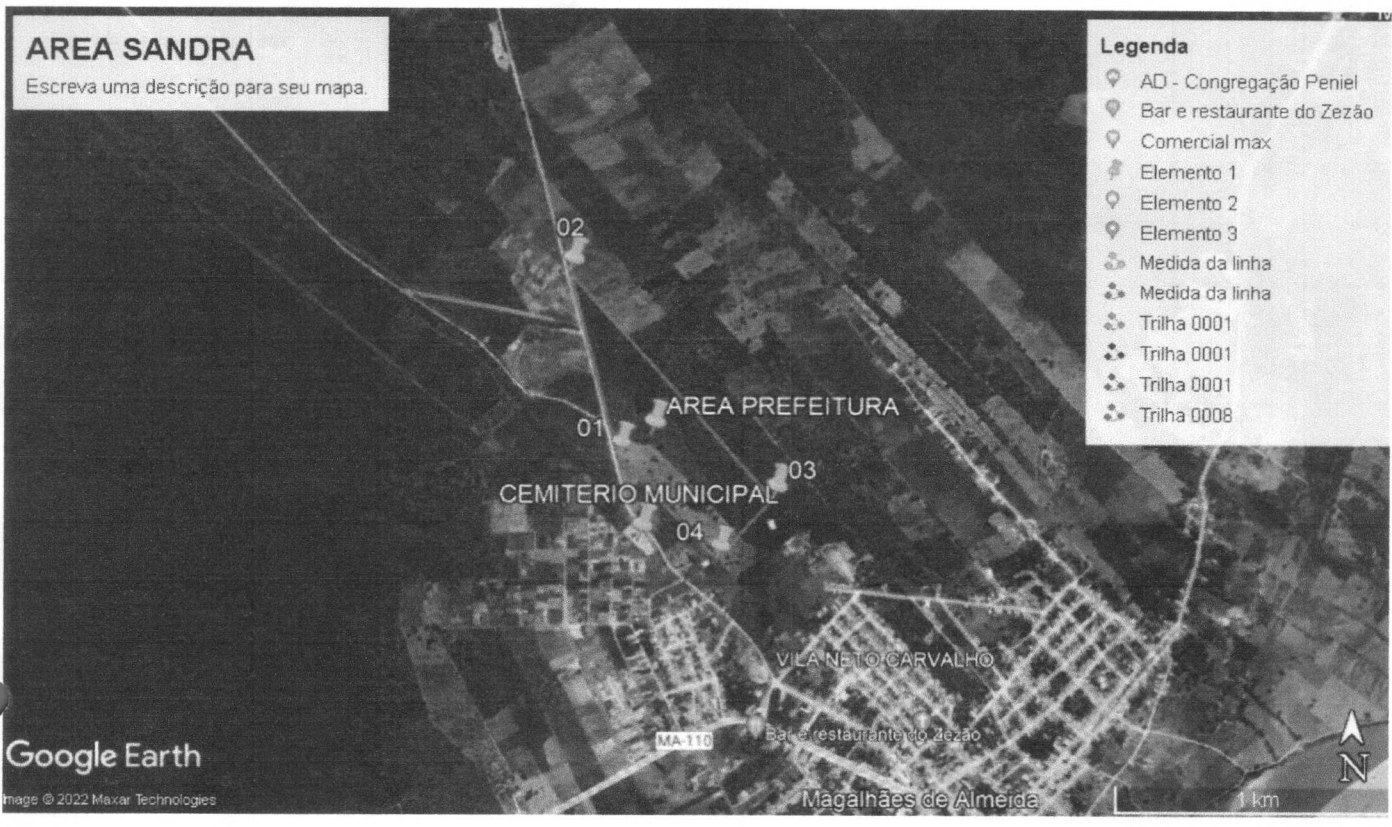 AREA SANDRA
Escreva uma descrição para seu mapa.
Legenda
AD - Congregação Peniel
Bar e restaurante do Zezão
Comercial max
Elemento 1
Elemento 2
Elemento 3
Medida da linha
Medida da linha
Trilha 0001
Trilha 0001
Trilha 0001
Trilha 0008
02
AREA PREFEITURA
01
03
CEMITERIO MUNICIPAL
04
VILA NETO CARVALHO
Bar e restaurante do Zezão
MA-110
Google Earth
Image © 2022 Maxar Technologies
Magalhães de Almeida
N
1 km